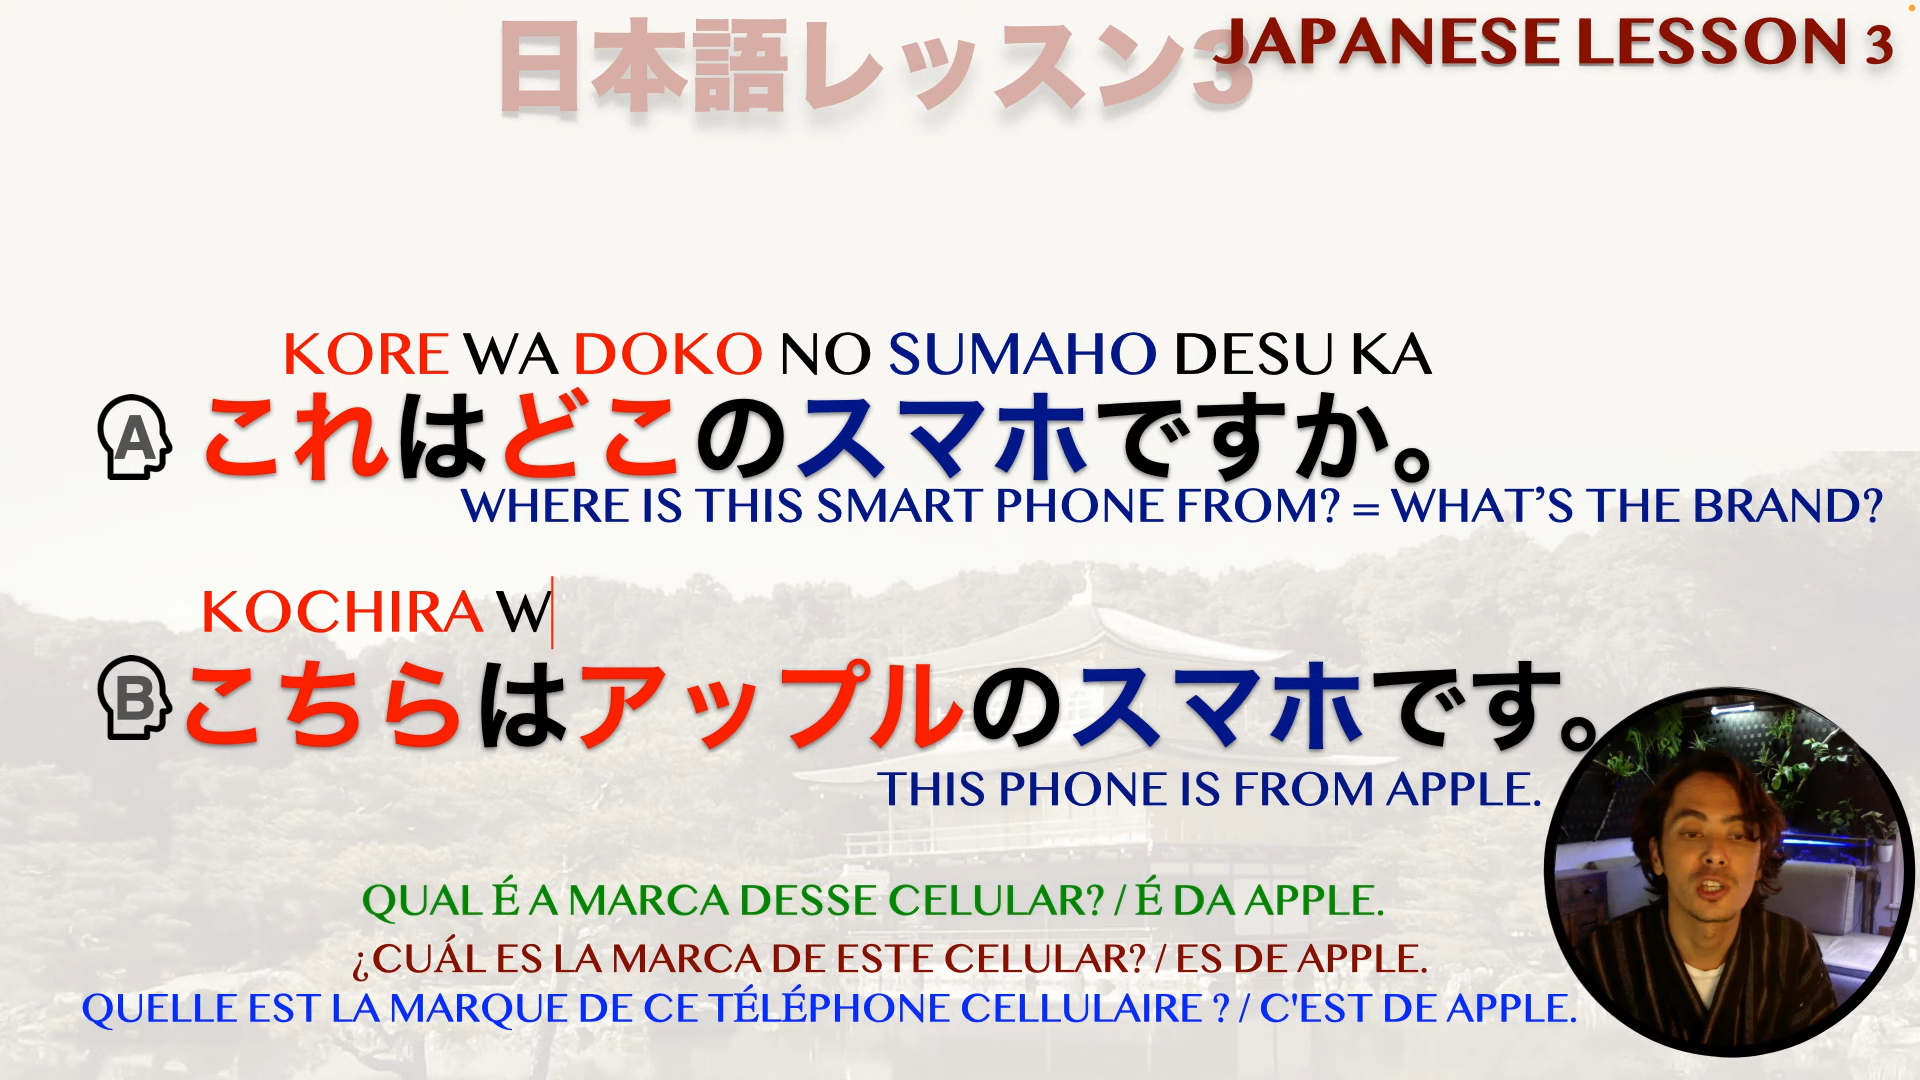 日本語レッスン3
JAPANESE LESSON 3
KORE WA DOKO NO SUMAHO DESU KA
A
これはどこのスマホですか。
WHERE IS THIS SMART PHONE FROM? = WHAT’S THE BRAND?
KOCHIRA W
B
こちらはアップルのスマホです。
THIS PHONE IS FROM APPLE.
QUAL É A MARCA DESSE CELULAR? / É DA APPLE.
¿CUÁL ES LA MARCA DE ESTE CELULAR? / ES DE APPLE.
QUELLE EST LA MARQUE DE CE TÉLÉPHONE CELLULAIRE ? / C'EST DE APPLE.